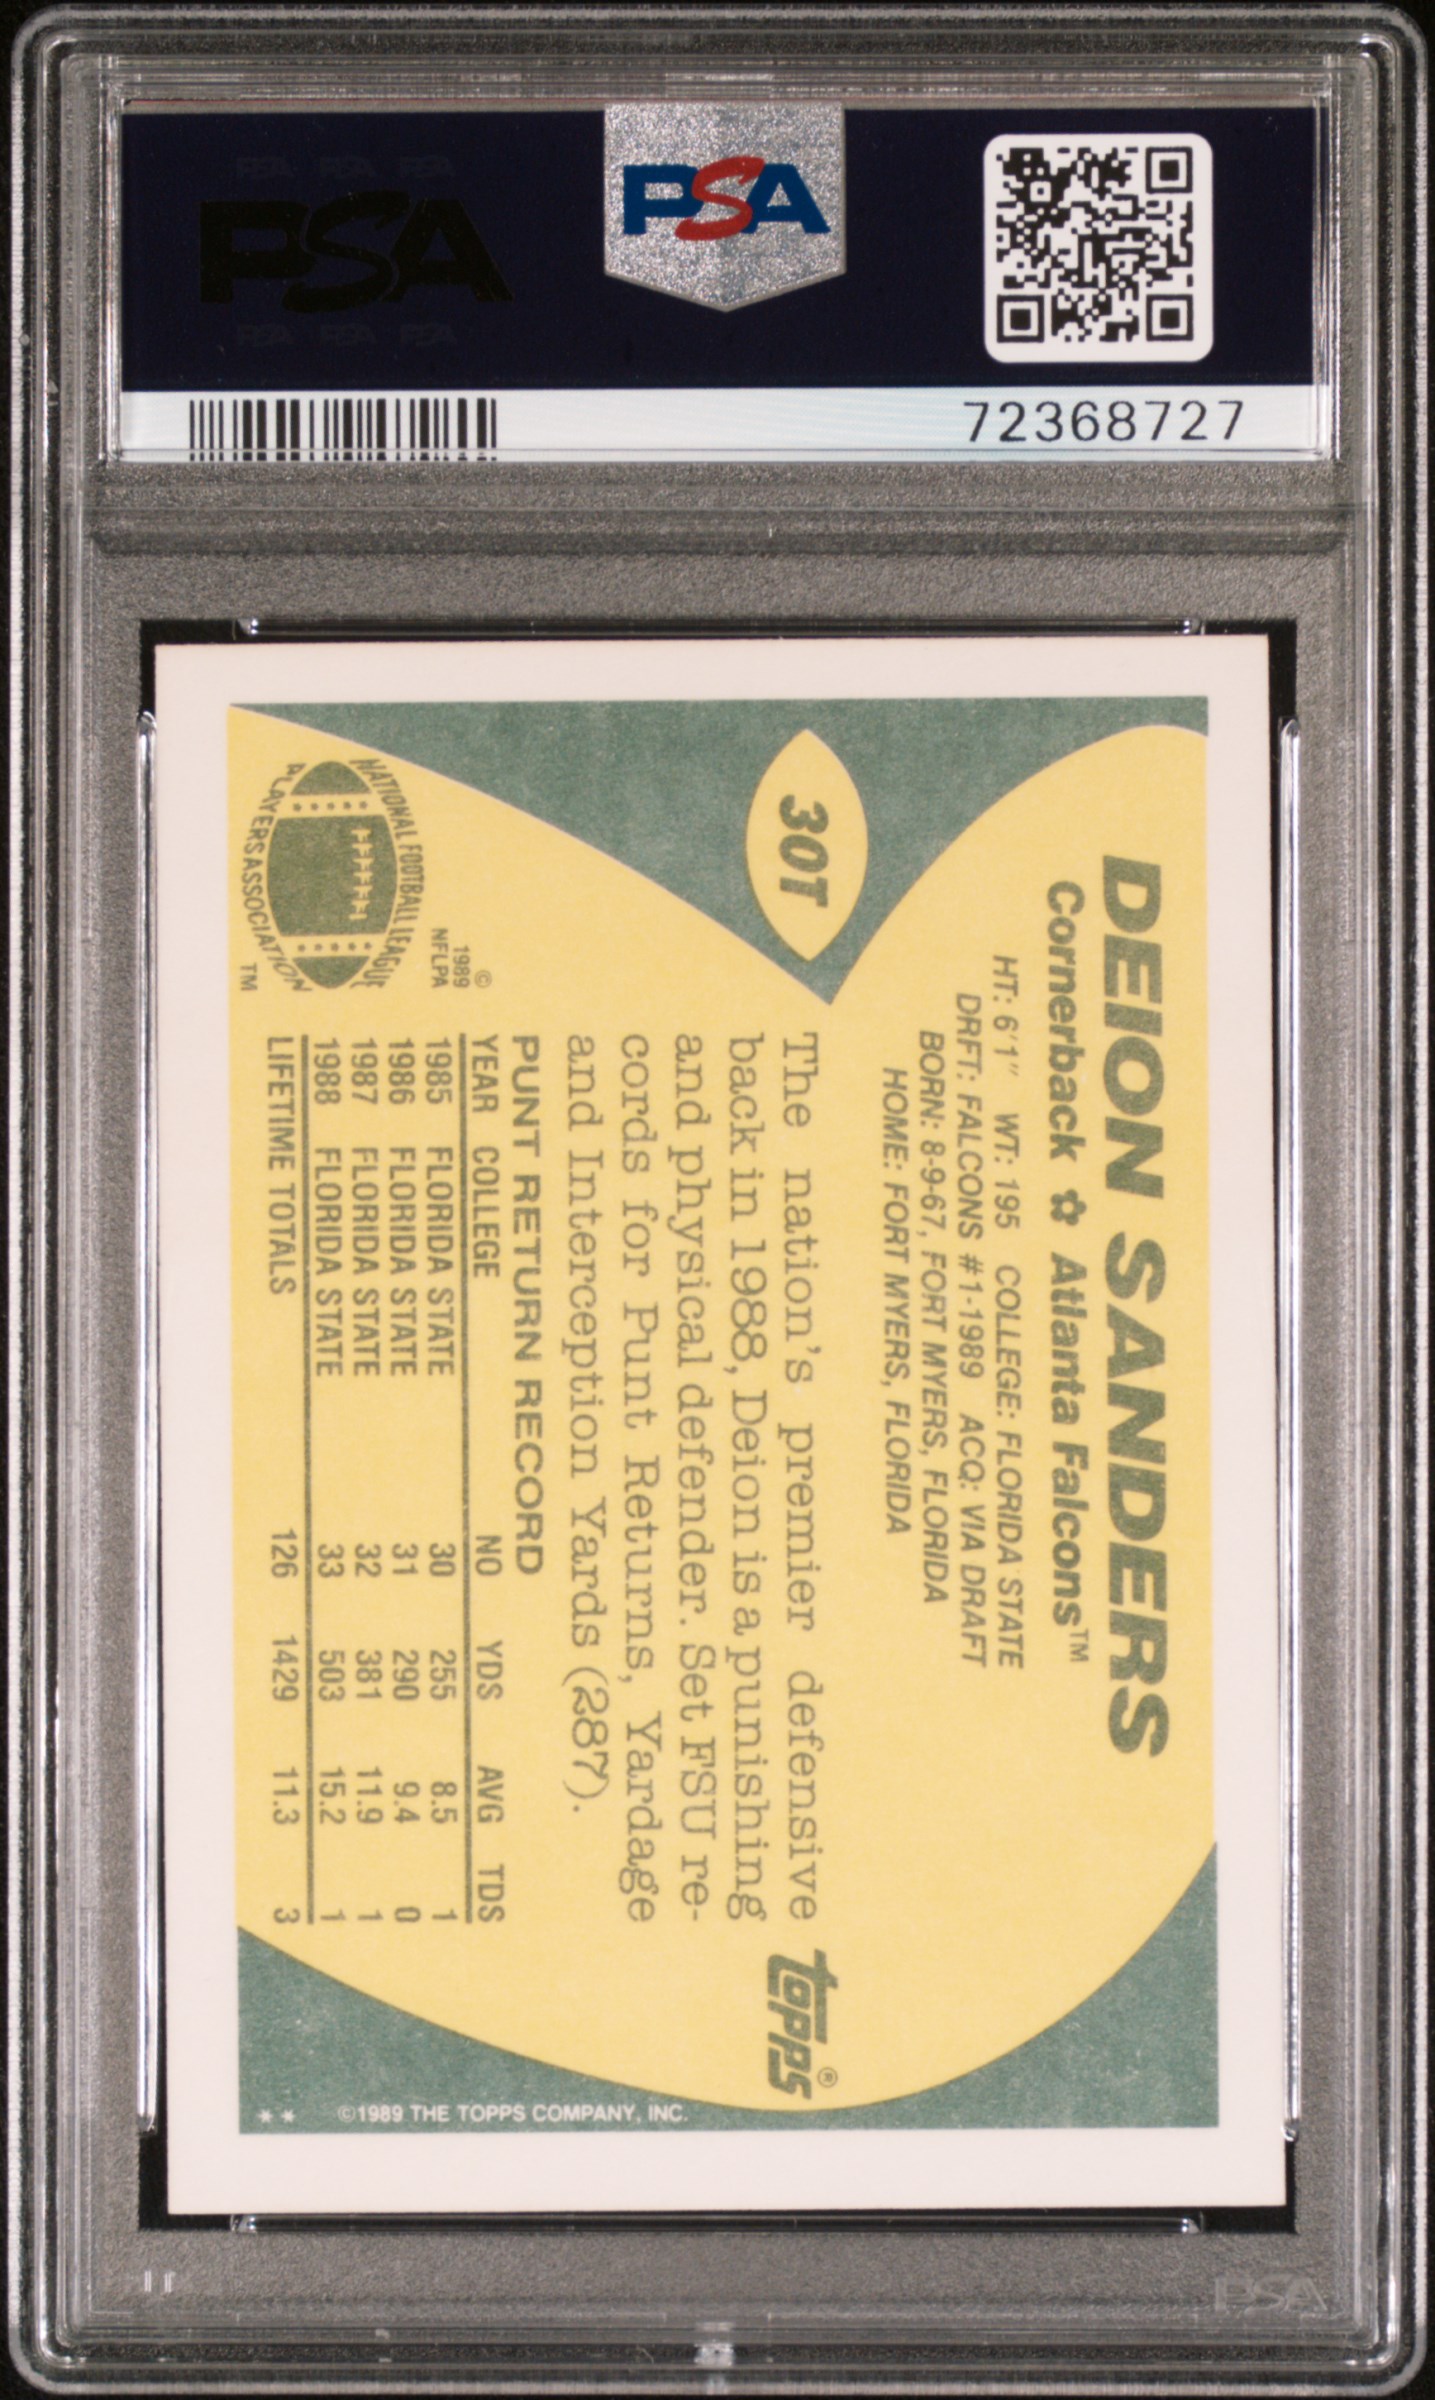 PSA PSA PSA
PSA
PSA PSA PSA
PSA
72368727
30T
DEION SANDERS
Cornerback ✿ Atlanta Falcons™
HT: 6'1" WT: 195 COLLEGE: FLORIDA STATE
DRFT: FALCONS #1-1989 ACQ: VIA DRAFT
BORN: 8-9-67, FORT MYERS, FLORIDA
HOME: FORT MYERS, FLORIDA
The nation's premier defensive
back in 1988, Deion is a punishing
and physical defender. Set FSU re-
cords for Punt Returns, Yardage
and Interception Yards (287).
PUNT RETURN RECORD
YEAR COLLEGE NO YDS AVG TDS
1985 FLORIDA STATE 30 255 8.5 1
1986 FLORIDA STATE 31 290 9.4 0
1987 FLORIDA STATE 32 381 11.9 1
1988 FLORIDA STATE 33 503 15.2 1
LIFETIME TOTALS 126 1429 11.3 3
©
1989
NFLPA
NATIONAL FOOTBALL LEAGUE
PLAYERS ASSOCIATION
TM
TOPPS®
©1989 THE TOPPS COMPANY, INC.
**
PSA